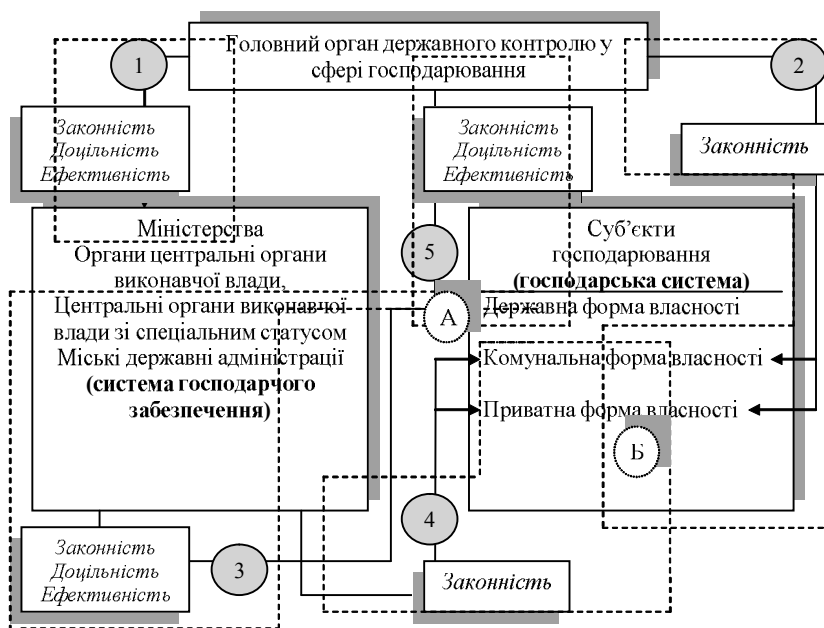 Головний орган державного контролю у
сфері господарювання
1
2
Законність
Доцільність
Ефективність
Законність
Доцільність
Ефективність
Законність
Міністерства
Органи центральні органи
виконавчої влади,
Центральні органи виконавчої
влади зі спеціальним статусом
Міські державні адміністрації
(система господарчого
забезпечення)
5
А
Суб’єкти
господарювання
(господарська система)
Державна форма власності
Комунальна форма власності
Приватна форма власності
Б
4
Законність
Доцільність
Ефективність
3
Законність